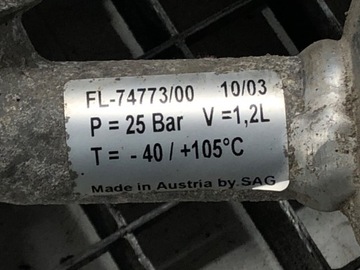 FL-74773/00 10/03
P = 25 Bar V = 1,2L
T = - 40 / +105°C
Made in Austria by SAG